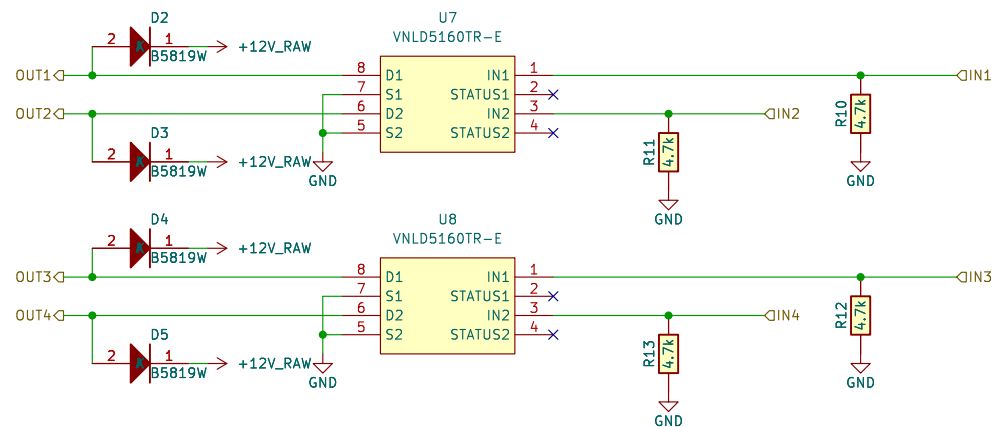 D2
2 1 +12V_RAW
B5819W
U7
VNLD5160TR-E
OUT1 8 D1 IN1 1 IN1
7 S1 STATUS1 2
OUT2 6 D2 IN2 3 IN2
5 S2 STATUS2 4
R10 4.7k
D3
2 1 +12V_RAW
B5819W
R11 4.7k
GND GND
GND
D4
2 1 +12V_RAW
B5819W
U8
VNLD5160TR-E
OUT3 8 D1 IN1 1 IN3
7 S1 STATUS1 2
OUT4 6 D2 IN2 3 IN4
5 S2 STATUS2 4
R12 4.7k
D5
2 1 +12V_RAW
B5819W
R13 4.7k
GND GND
GND